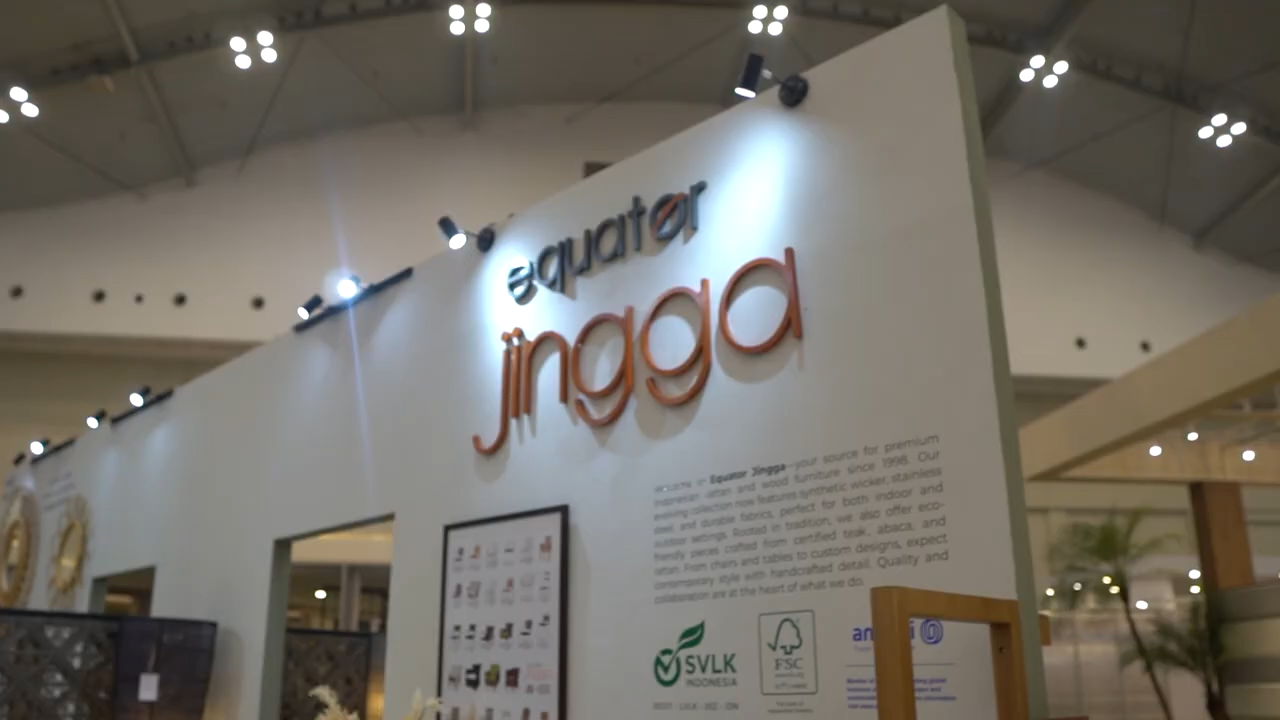 equator
jingga
Welcome to Equator Jingga—your source for premium
Indonesian rattan and wood furniture since 1998. Our
evolving collection now features synthetic wicker, stainless
steel, and durable fabrics, perfect for both indoor and
outdoor settings. Rooted in tradition, we also offer eco-
friendly pieces crafted from certified teak, abaca, and
rattan. From chairs and tables to custom designs, expect
contemporary style with handcrafted detail. Quality and
collaboration are at the heart of what we do.
SVLK
INDONESIA
FSC